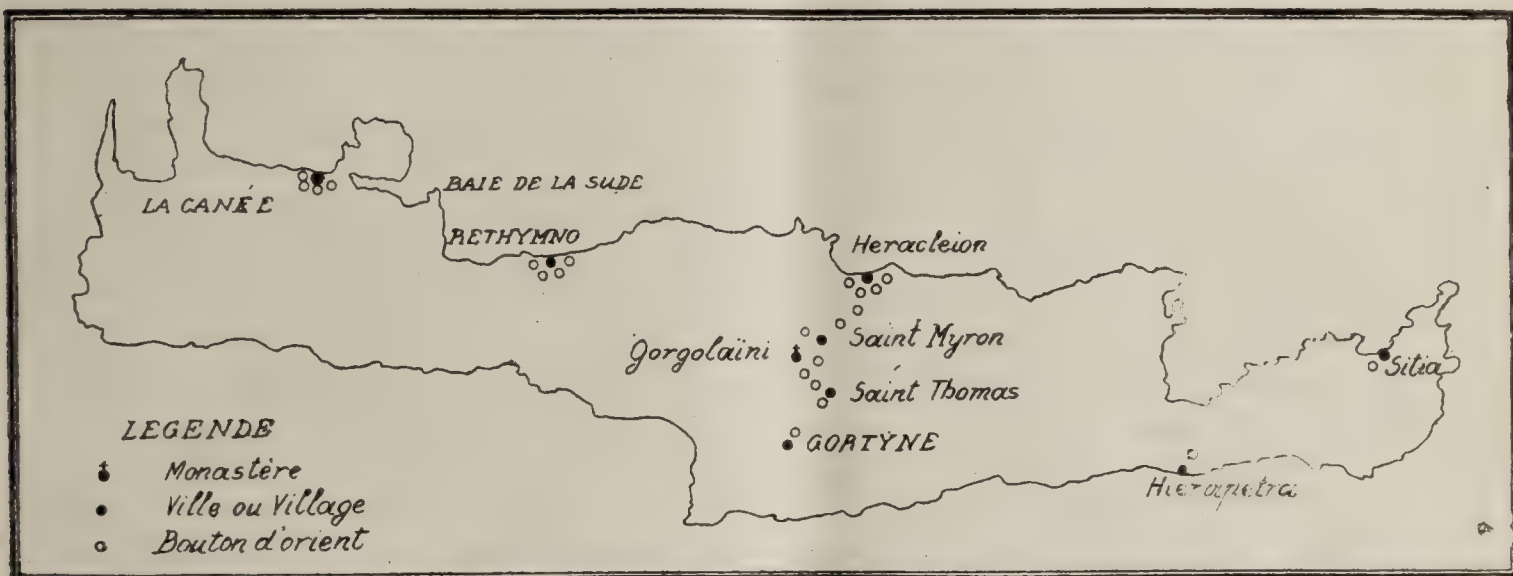 BAIE DE LA SUDE
LA CANÉE
RETHYMNO
Heracleion
Gorgolaïni
Saint Myron
Sitia
Saint Thomas
GORTYNE
Hierapetra
LEGENDE
Monastère
Ville ou Village
Bouton d'orient